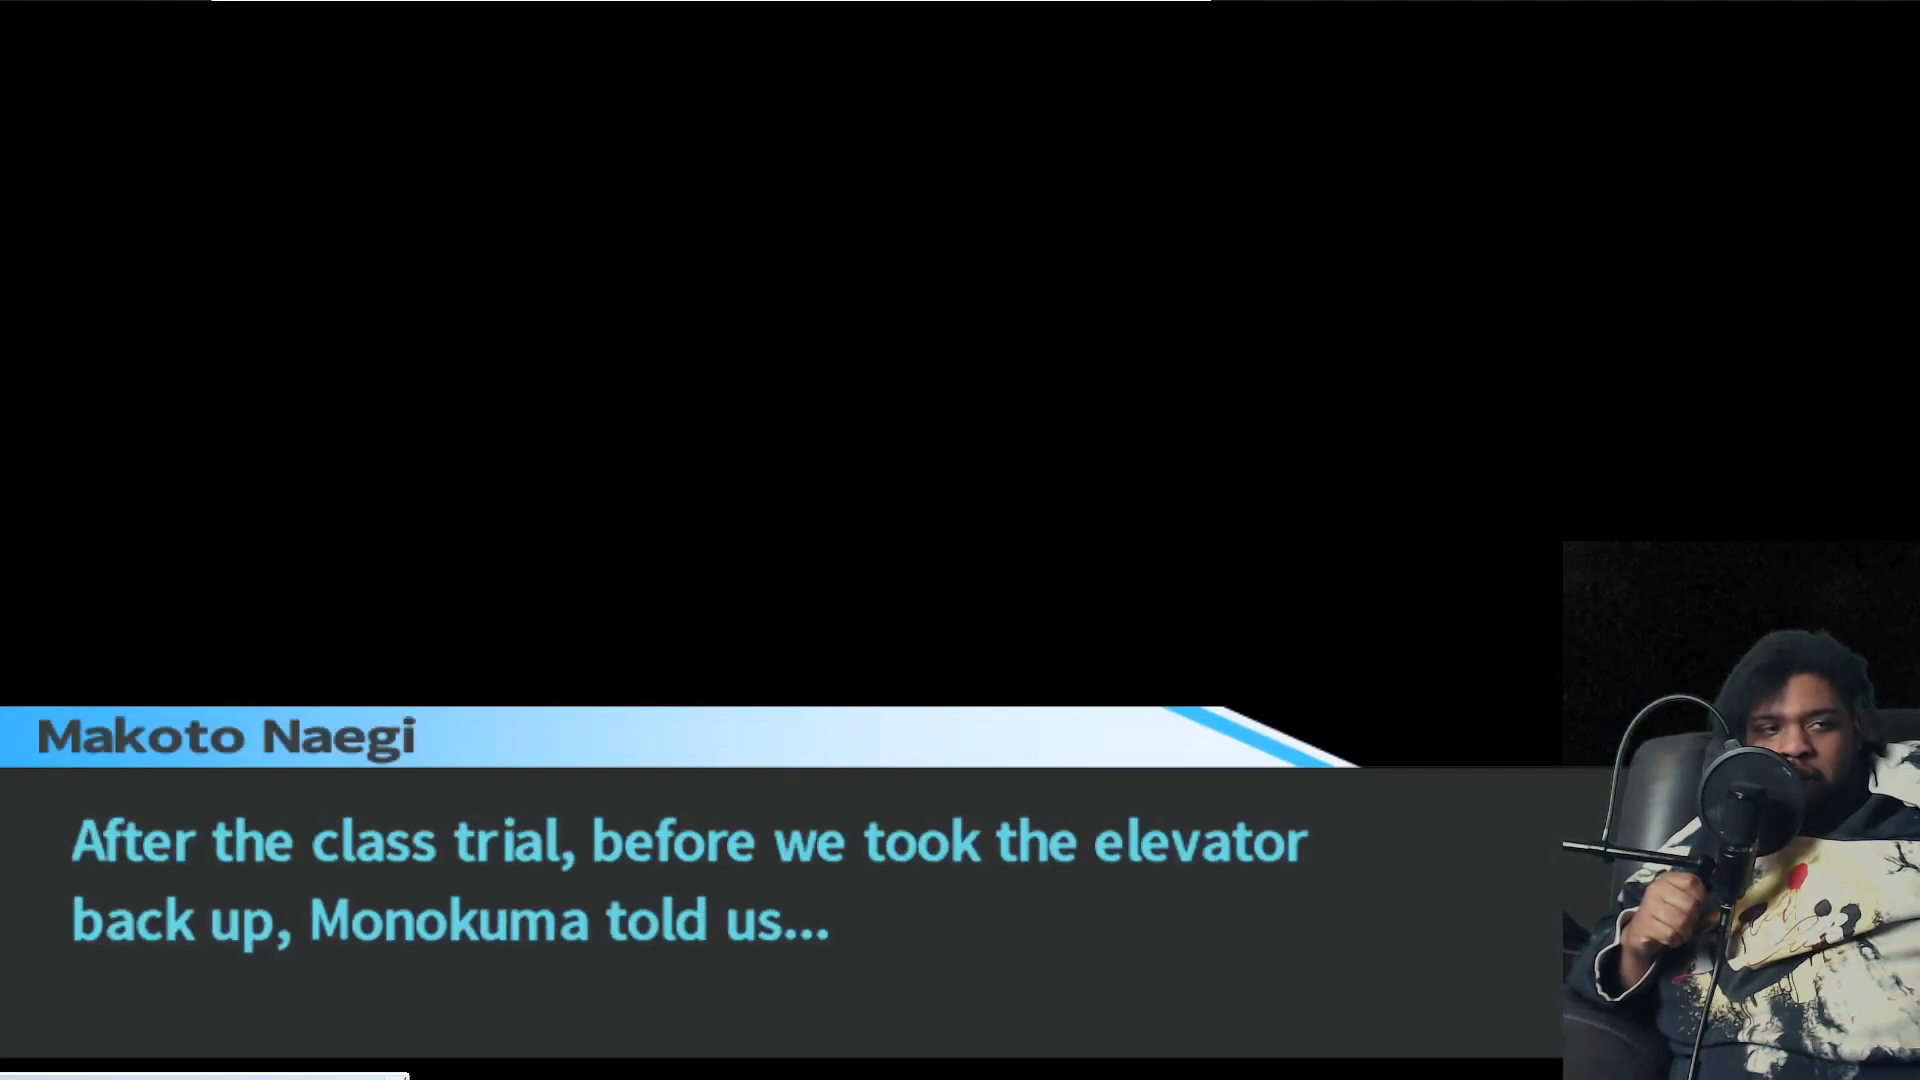 Makoto Naegi
After the class trial, before we took the elevator
back up, Monokuma told us...